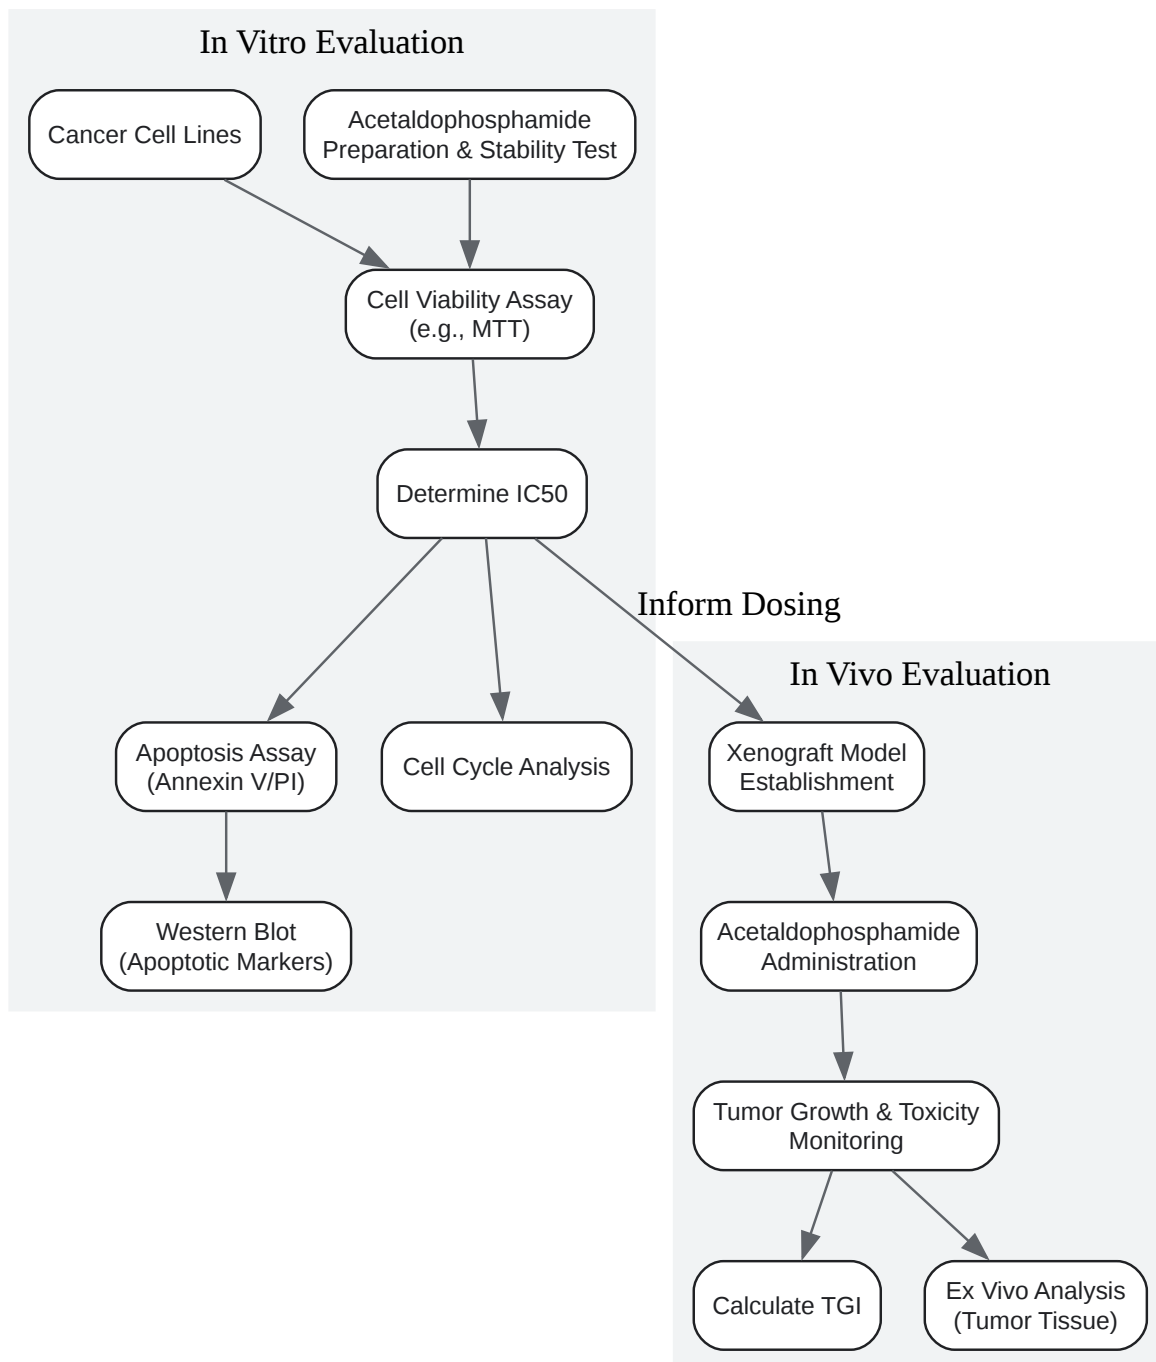 In Vitro Evaluation
Cancer Cell Lines
Acetaldophosphamide
Preparation & Stability Test
Cell Viability Assay
(e.g., MTT)
Determine IC50
Inform Dosing
In Vivo Evaluation
Apoptosis Assay
(Annexin V/PI)
Cell Cycle Analysis
Xenograft Model
Establishment
Western Blot
(Apoptotic Markers)
Acetaldophosphamide
Administration
Tumor Growth & Toxicity
Monitoring
Calculate TGI
Ex Vivo Analysis
(Tumor Tissue)